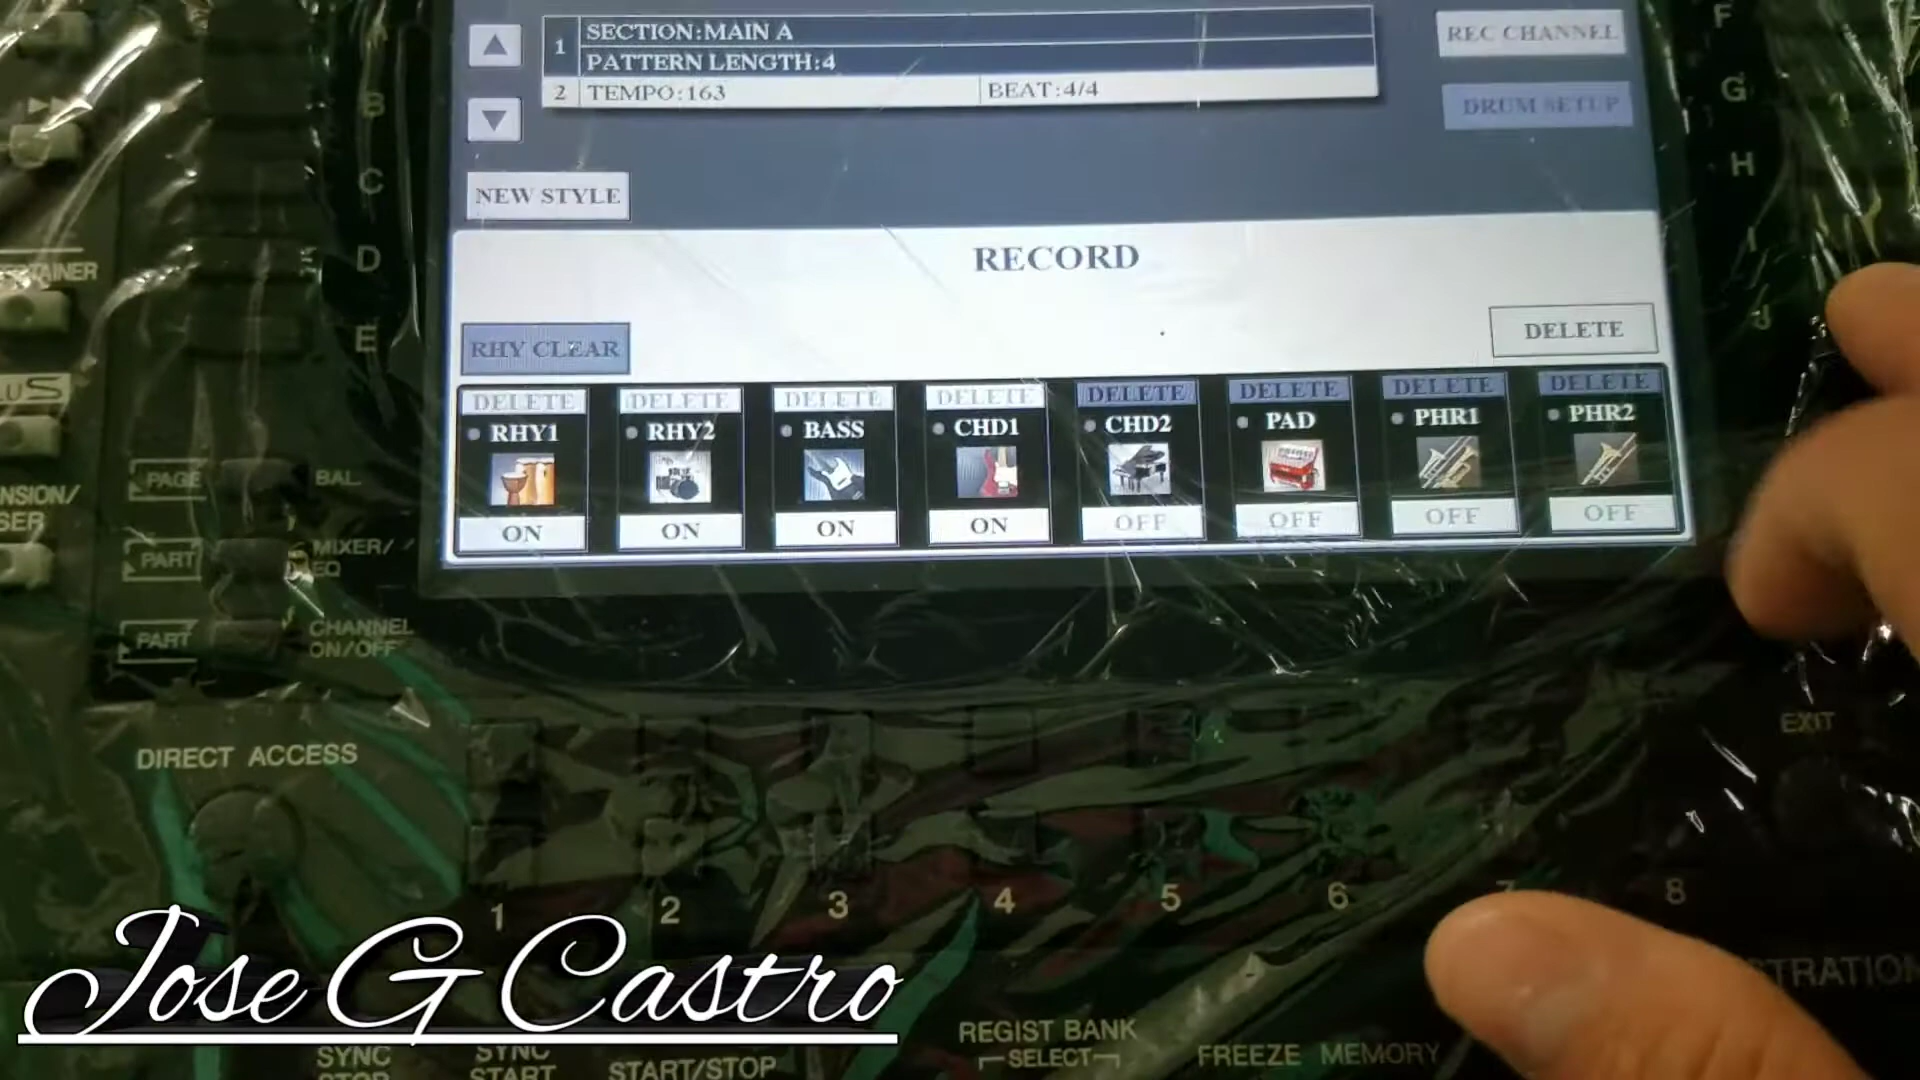 SECTION:MAIN A
REC CHANNEL
F
1
PATTERN LENGTH:4
2 TEMPO:163 BEAT:4/4
G
B
DRUM SETUP
H
C
NEW STYLE
I
D
RECORD
E
RHY CLEAR
DELETE
DELETE DELETE DELETE DELETE DELETE DELETE DELETE DELETE
RHY1 RHY2 BASS CHD1 CHD2 PAD PHR1 PHR2
ON ON ON ON OFF OFF OFF OFF
PAGE BAL
PART MIXER/
EQ
PART CHANNEL
ON/OFF
DIRECT ACCESS
EXIT
1 2 3 4 5 6 8
Jose G Castro
REGIST BANK
SELECT
FREEZE MEMORY
SYNC
STOP
SYNC
START
START/STOP